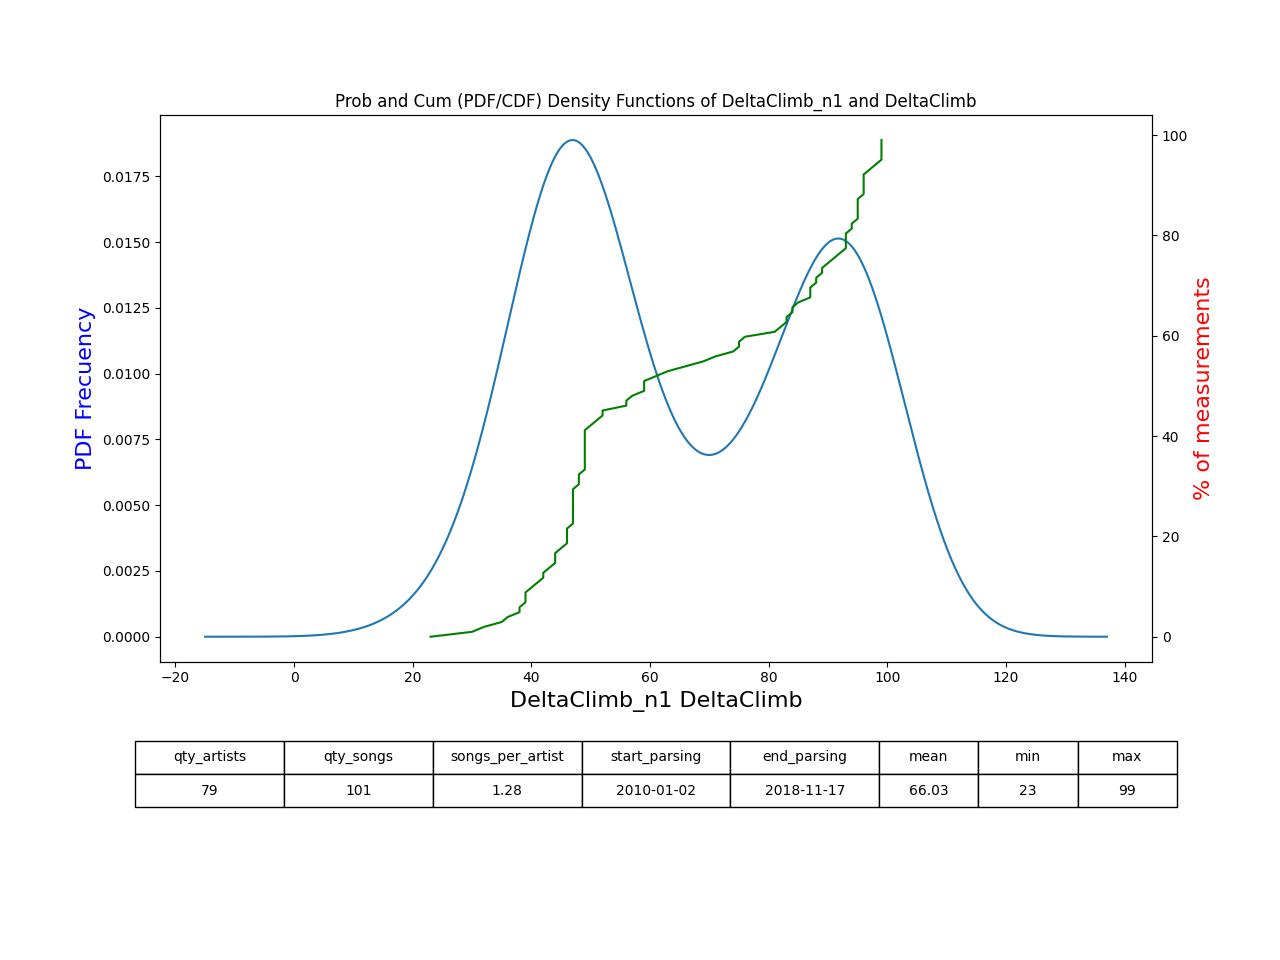 Prob and Cum (PDF/CDF) Density Functions of DeltaClimb_n1 and DeltaClimb
PDF Frecuency
0.0175
0.0150
0.0125
0.0100
0.0075
0.0050
0.0025
0.0000
100
80
60
40
20
0
% of measurements
−20 0 20 40 60 80 100 120 140
DeltaClimb_n1 DeltaClimb
qty_artists qty_songs songs_per_artist start_parsing end_parsing mean min max
79 101 1.28 2010-01-02 2018-11-17 66.03 23 99